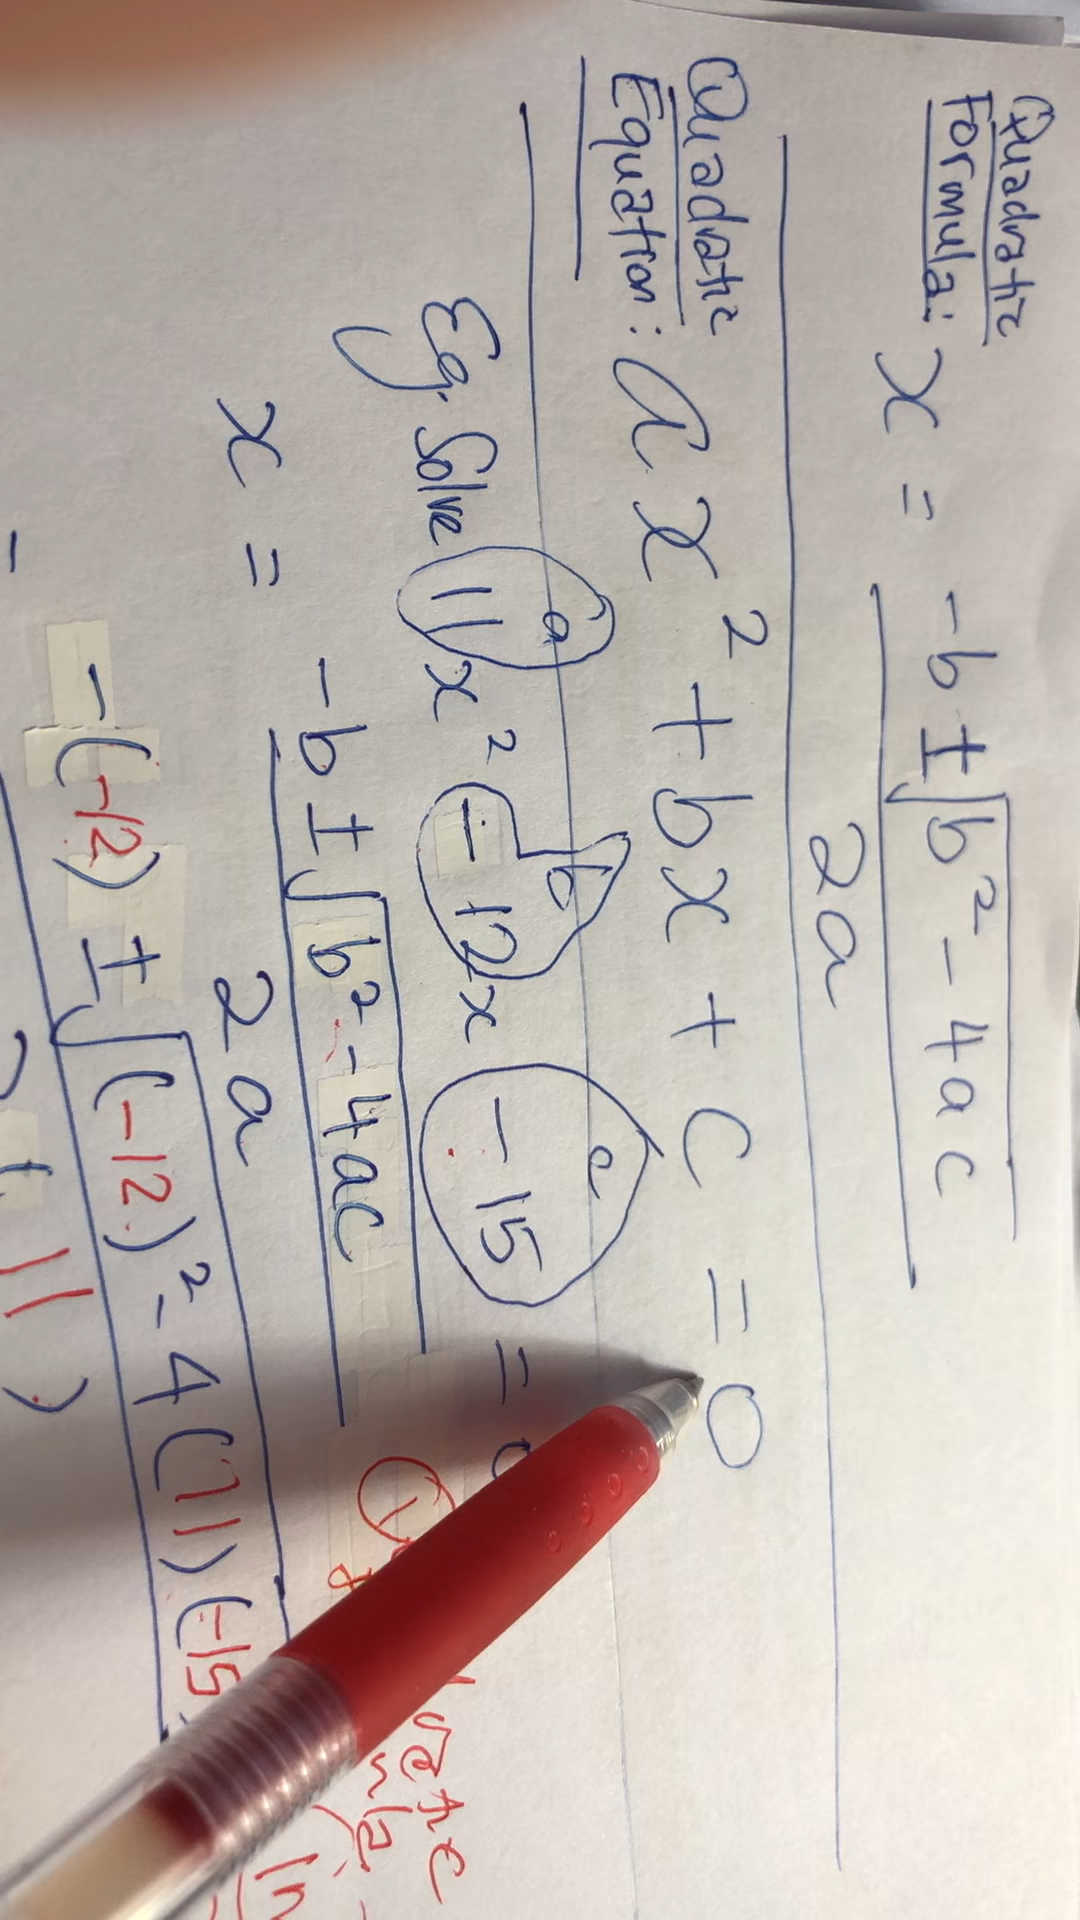 Quadratic
Formula: x = -b ± √b² - 4ac
2a
Quadratic
Equation: ax² + bx + c = 0
a b c
Eg. Solve 11x² - 12x - 15 =
x = -b ± √b² - 4ac
2a
-(-12) ± √(-12)² - 4(11)(-15
11)